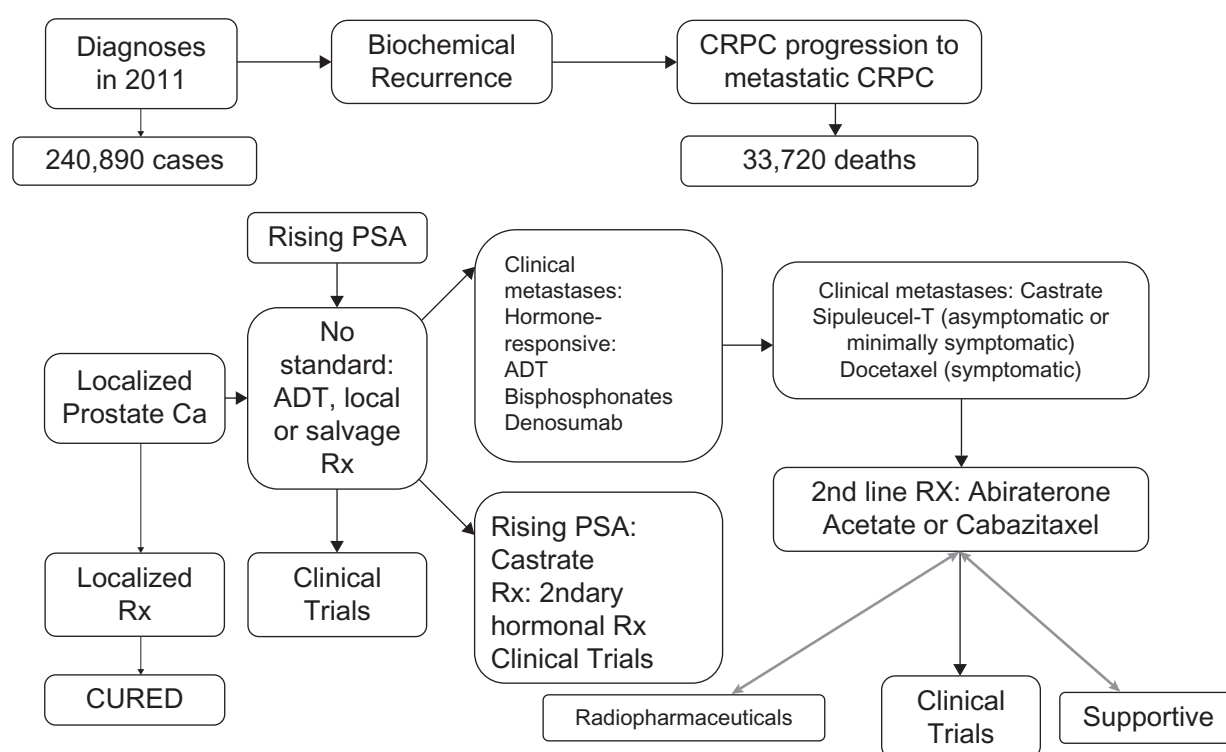 Diagnoses
in 2011
Biochemical
Recurrence
CRPC progression to
metastatic CRPC
240,890 cases
33,720 deaths
Rising PSA
No
standard:
ADT, local
or salvage
Rx
Localized
Prostate Ca
Clinical
metastases:
Hormone-
responsive:
ADT
Bisphosphonates
Denosumab
Clinical metastases: Castrate
Sipuleucel-T (asymptomatic or
minimally symptomatic)
Docetaxel (symptomatic)
2nd line RX: Abiraterone
Acetate or Cabazitaxel
Localized
Rx
Clinical
Trials
Rising PSA:
Castrate
Rx: 2ndary
hormonal Rx
Clinical Trials
CURED
Radiopharmaceuticals
Clinical
Trials
Supportive